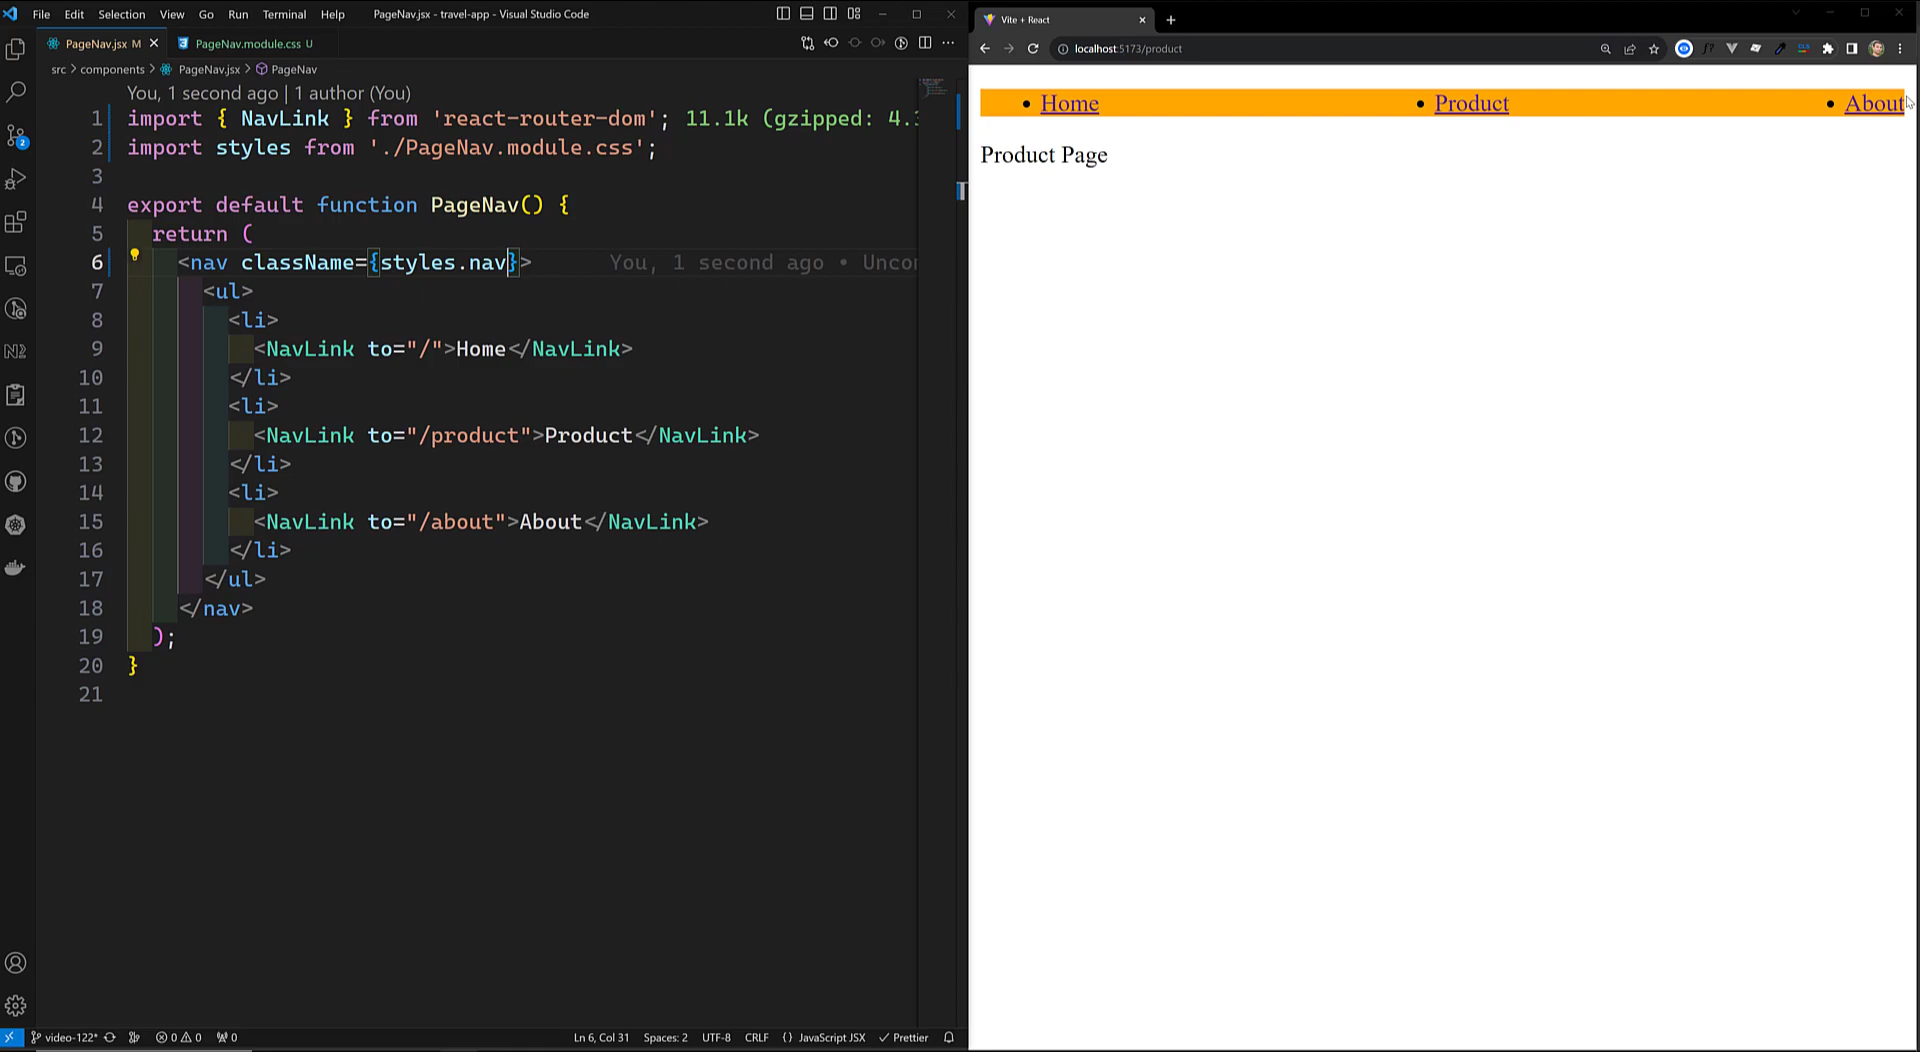 File Edit Selection View Go Run Terminal Help PageNav.jsx - travel-app - Visual Studio Code
PageNav.jsx M PageNav.module.css U
src > components > PageNav.jsx > PageNav
You, 1 second ago | 1 author (You)
1 import { NavLink } from 'react-router-dom'; 11.1k (gzipped: 4.3
2 import styles from './PageNav.module.css';
3
4 export default function PageNav() {
5 return (
6 <nav className={styles.nav}> You, 1 second ago • Uncon
7 <ul>
8 <li>
9 <NavLink to="/">Home</NavLink>
10 </li>
11 <li>
12 <NavLink to="/product">Product</NavLink>
13 </li>
14 <li>
15 <NavLink to="/about">About</NavLink>
16 </li>
17 </ul>
18 </nav>
19 );
20 }
21
2
video-122* 0 0 0 Ln 6, Col 31 Spaces: 2 UTF-8 CRLF {} JavaScript JSX Prettier
Vite + React
localhost:5173/product
• Home • Product • About
Product Page